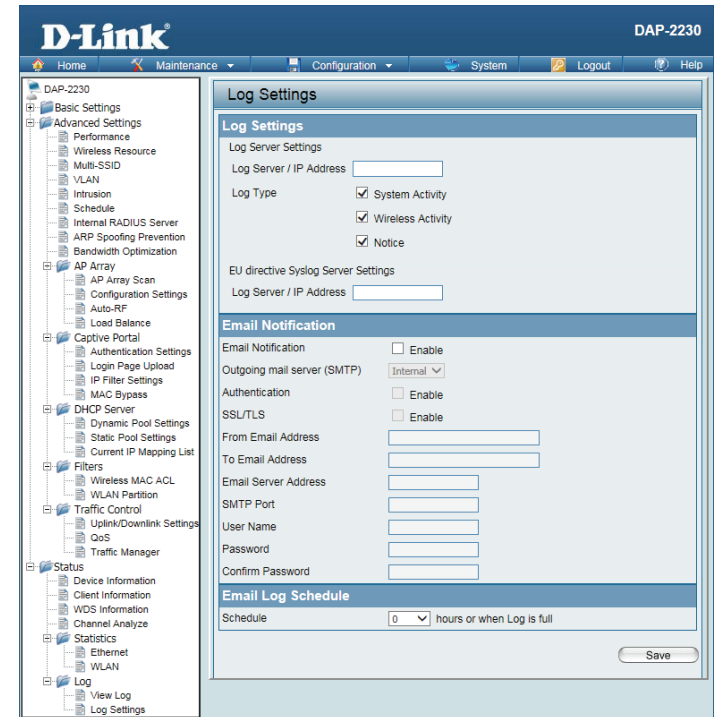 D-Link®
DAP-2230
Home Maintenance Configuration System Logout Help
DAP-2230
Basic Settings
Advanced Settings
Performance
Wireless Resource
Multi-SSID
VLAN
Intrusion
Schedule
Internal RADIUS Server
ARP Spoofing Prevention
Bandwidth Optimization
AP Array
AP Array Scan
Configuration Settings
Auto-RF
Load Balance
Captive Portal
Authentication Settings
Login Page Upload
IP Filter Settings
MAC Bypass
DHCP Server
Dynamic Pool Settings
Static Pool Settings
Current IP Mapping List
Filters
Wireless MAC ACL
WLAN Partition
Traffic Control
Uplink/Downlink Settings
QoS
Traffic Manager
Status
Device Information
Client Information
WDS Information
Channel Analyze
Statistics
Ethernet
WLAN
Log
View Log
Log Settings
Log Settings
Log Settings
Log Server Settings
Log Server / IP Address
Log Type System Activity
Wireless Activity
Notice
EU directive Syslog Server Settings
Log Server / IP Address
Email Notification
Email Notification Enable
Outgoing mail server (SMTP) Internal
Authentication Enable
SSL/TLS Enable
From Email Address
To Email Address
Email Server Address
SMTP Port
User Name
Password
Confirm Password
Email Log Schedule
Schedule 0 hours or when Log is full
Save